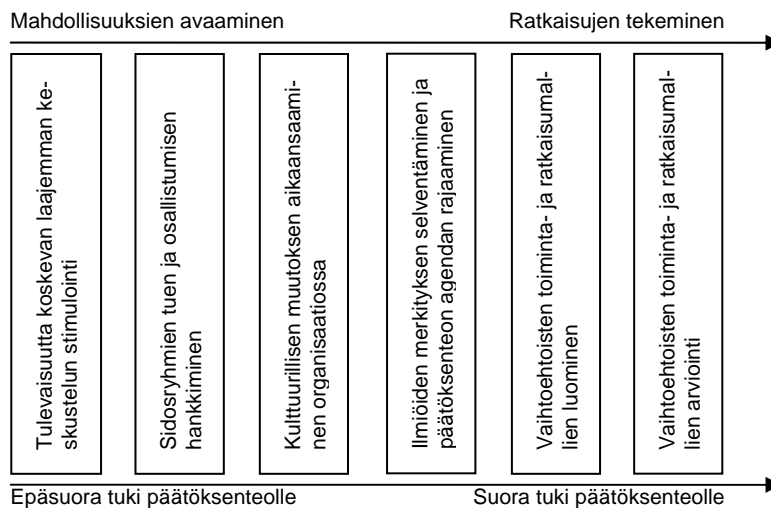 Mahdollisuuksien avaaminen
Ratkaisujen tekeminen
Tulevaisuutta koskevan laajemman ke-
skustelun stimulointi
Sidosryhmien tuen ja osallistumisen
hankkiminen
Kulttuurillisen muutoksen aikaansaami-
nen organisaatiossa
Ilmiöiden merkityksen selventäminen ja
päätöksenteon agendan rajaaminen
Vaihtoehtoisten toiminta- ja ratkaisumal-
lien luominen
Vaihtoehtoisten toiminta- ja ratkaisumal-
lien arviointi
Epäsuora tuki päätöksenteolle
Suora tuki päätöksenteolle